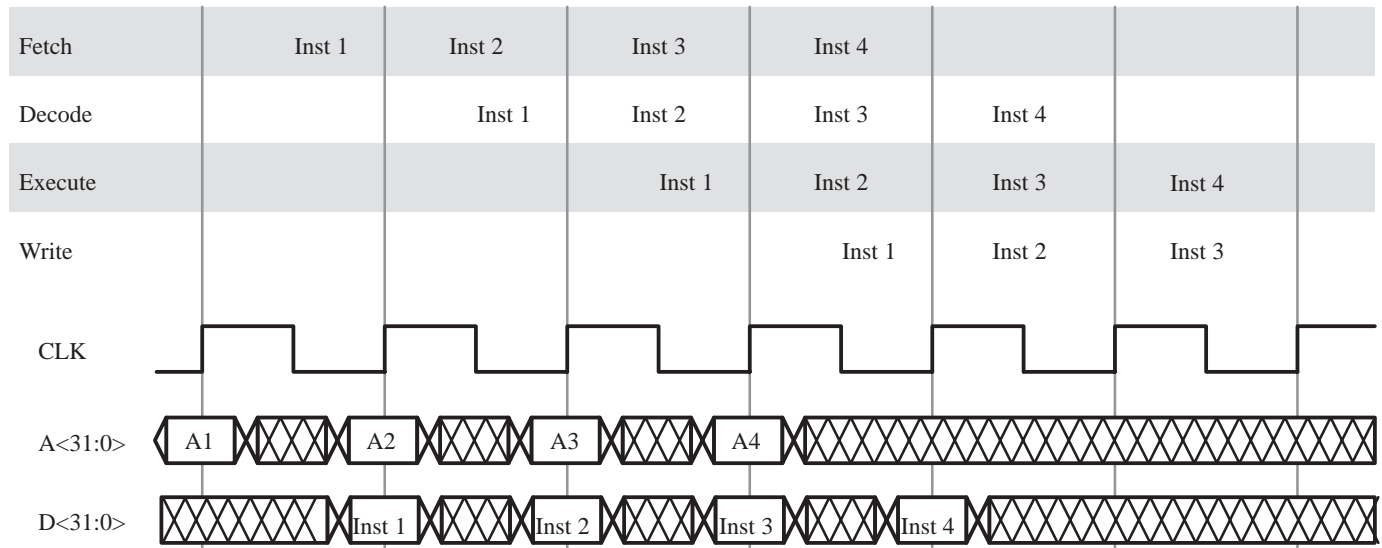 Fetch Inst 1 Inst 2 Inst 3 Inst 4
Decode Inst 1 Inst 2 Inst 3 Inst 4
Execute Inst 1 Inst 2 Inst 3 Inst 4
Write Inst 1 Inst 2 Inst 3
CLK
A<31:0> A1 A2 A3 A4
D<31:0> Inst 1 Inst 2 Inst 3 Inst 4